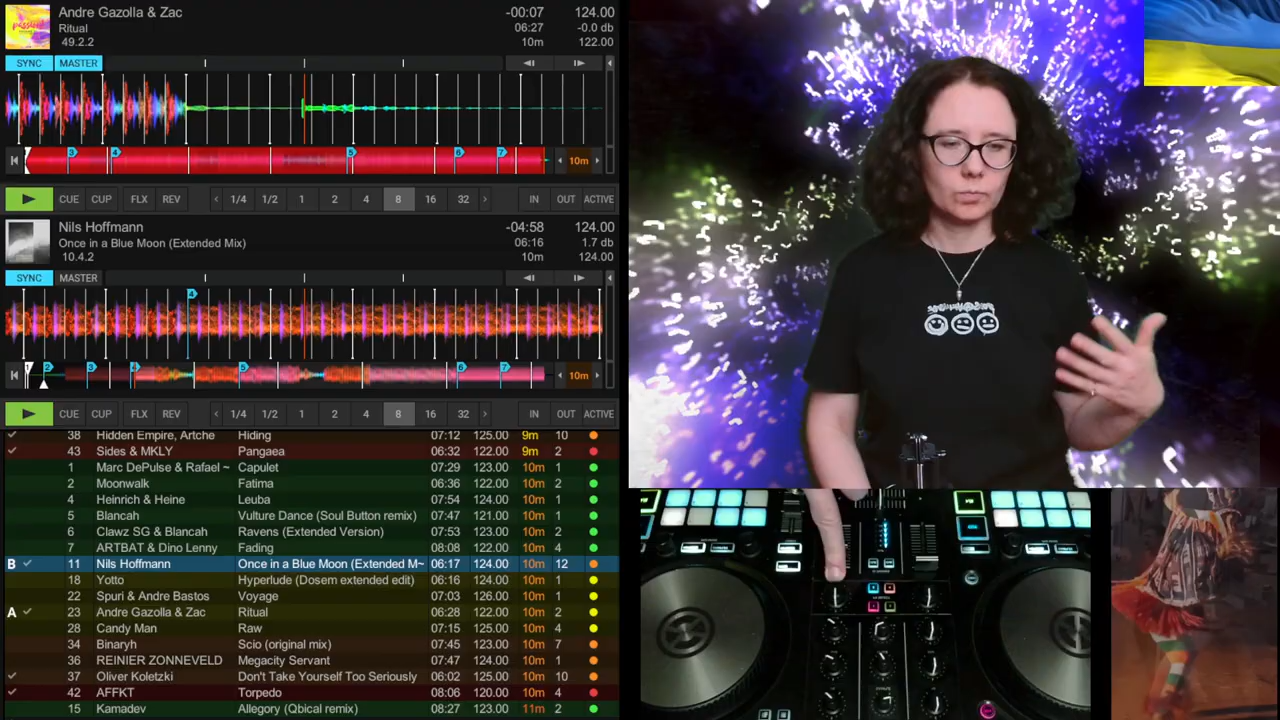 Andre Gazolla & Zac -00:07 124.00
Ritual 06:27 -0.0 db
49.2.2 10m 122.00
SYNC MASTER
3 4 5 6 7 10m
CUE CUP FLX REV 1/4 1/2 1 2 4 8 16 32 IN OUT ACTIVE
Nils Hoffmann -04:58 124.00
Once in a Blue Moon (Extended Mix) 06:16 1.7 db
10.4.2 10m 124.00
SYNC MASTER
4
1 2 3 4 5 6 7 10m
CUE CUP FLX REV 1/4 1/2 1 2 4 8 16 32 IN OUT ACTIVE
38 Hidden Empire, Artche Hiding 07:12 125.00 9m 10
43 Sides & MKLY Pangaea 06:32 122.00 9m 2
1 Marc DePulse & Rafael ~ Capulet 07:29 123.00 10m 1
2 Moonwalk Fatima 06:36 122.00 10m 2
4 Heinrich & Heine Leuba 07:54 124.00 10m 1
5 Blancah Vulture Dance (Soul Button remix) 07:47 121.00 10m 1
6 Clawz SG & Blancah Ravens (Extended Version) 07:53 123.00 10m 2
7 ARTBAT & Dino Lenny Fading 08:08 122.00 10m 4
B 11 Nils Hoffmann Once in a Blue Moon (Extended M~ 06:17 124.00 10m 12
18 Yotto Hyperlude (Dosem extended edit) 06:16 124.00 10m 1
22 Spuri & Andre Bastos Voyage 07:03 126.00 10m 1
A 23 Andre Gazolla & Zac Ritual 06:28 122.00 10m 2
28 Candy Man Raw 07:15 125.00 10m 4
34 Binaryh Scio (original mix) 07:45 123.00 10m 7
36 REINIER ZONNEVELD Megacity Servant 07:47 124.00 10m 1
37 Oliver Koletzki Don't Take Yourself Too Seriously 06:02 125.00 10m 10
42 AFFKT Torpedo 08:06 120.00 10m 4
15 Kamadev Allegory (Qbical remix) 08:27 123.00 11m 2